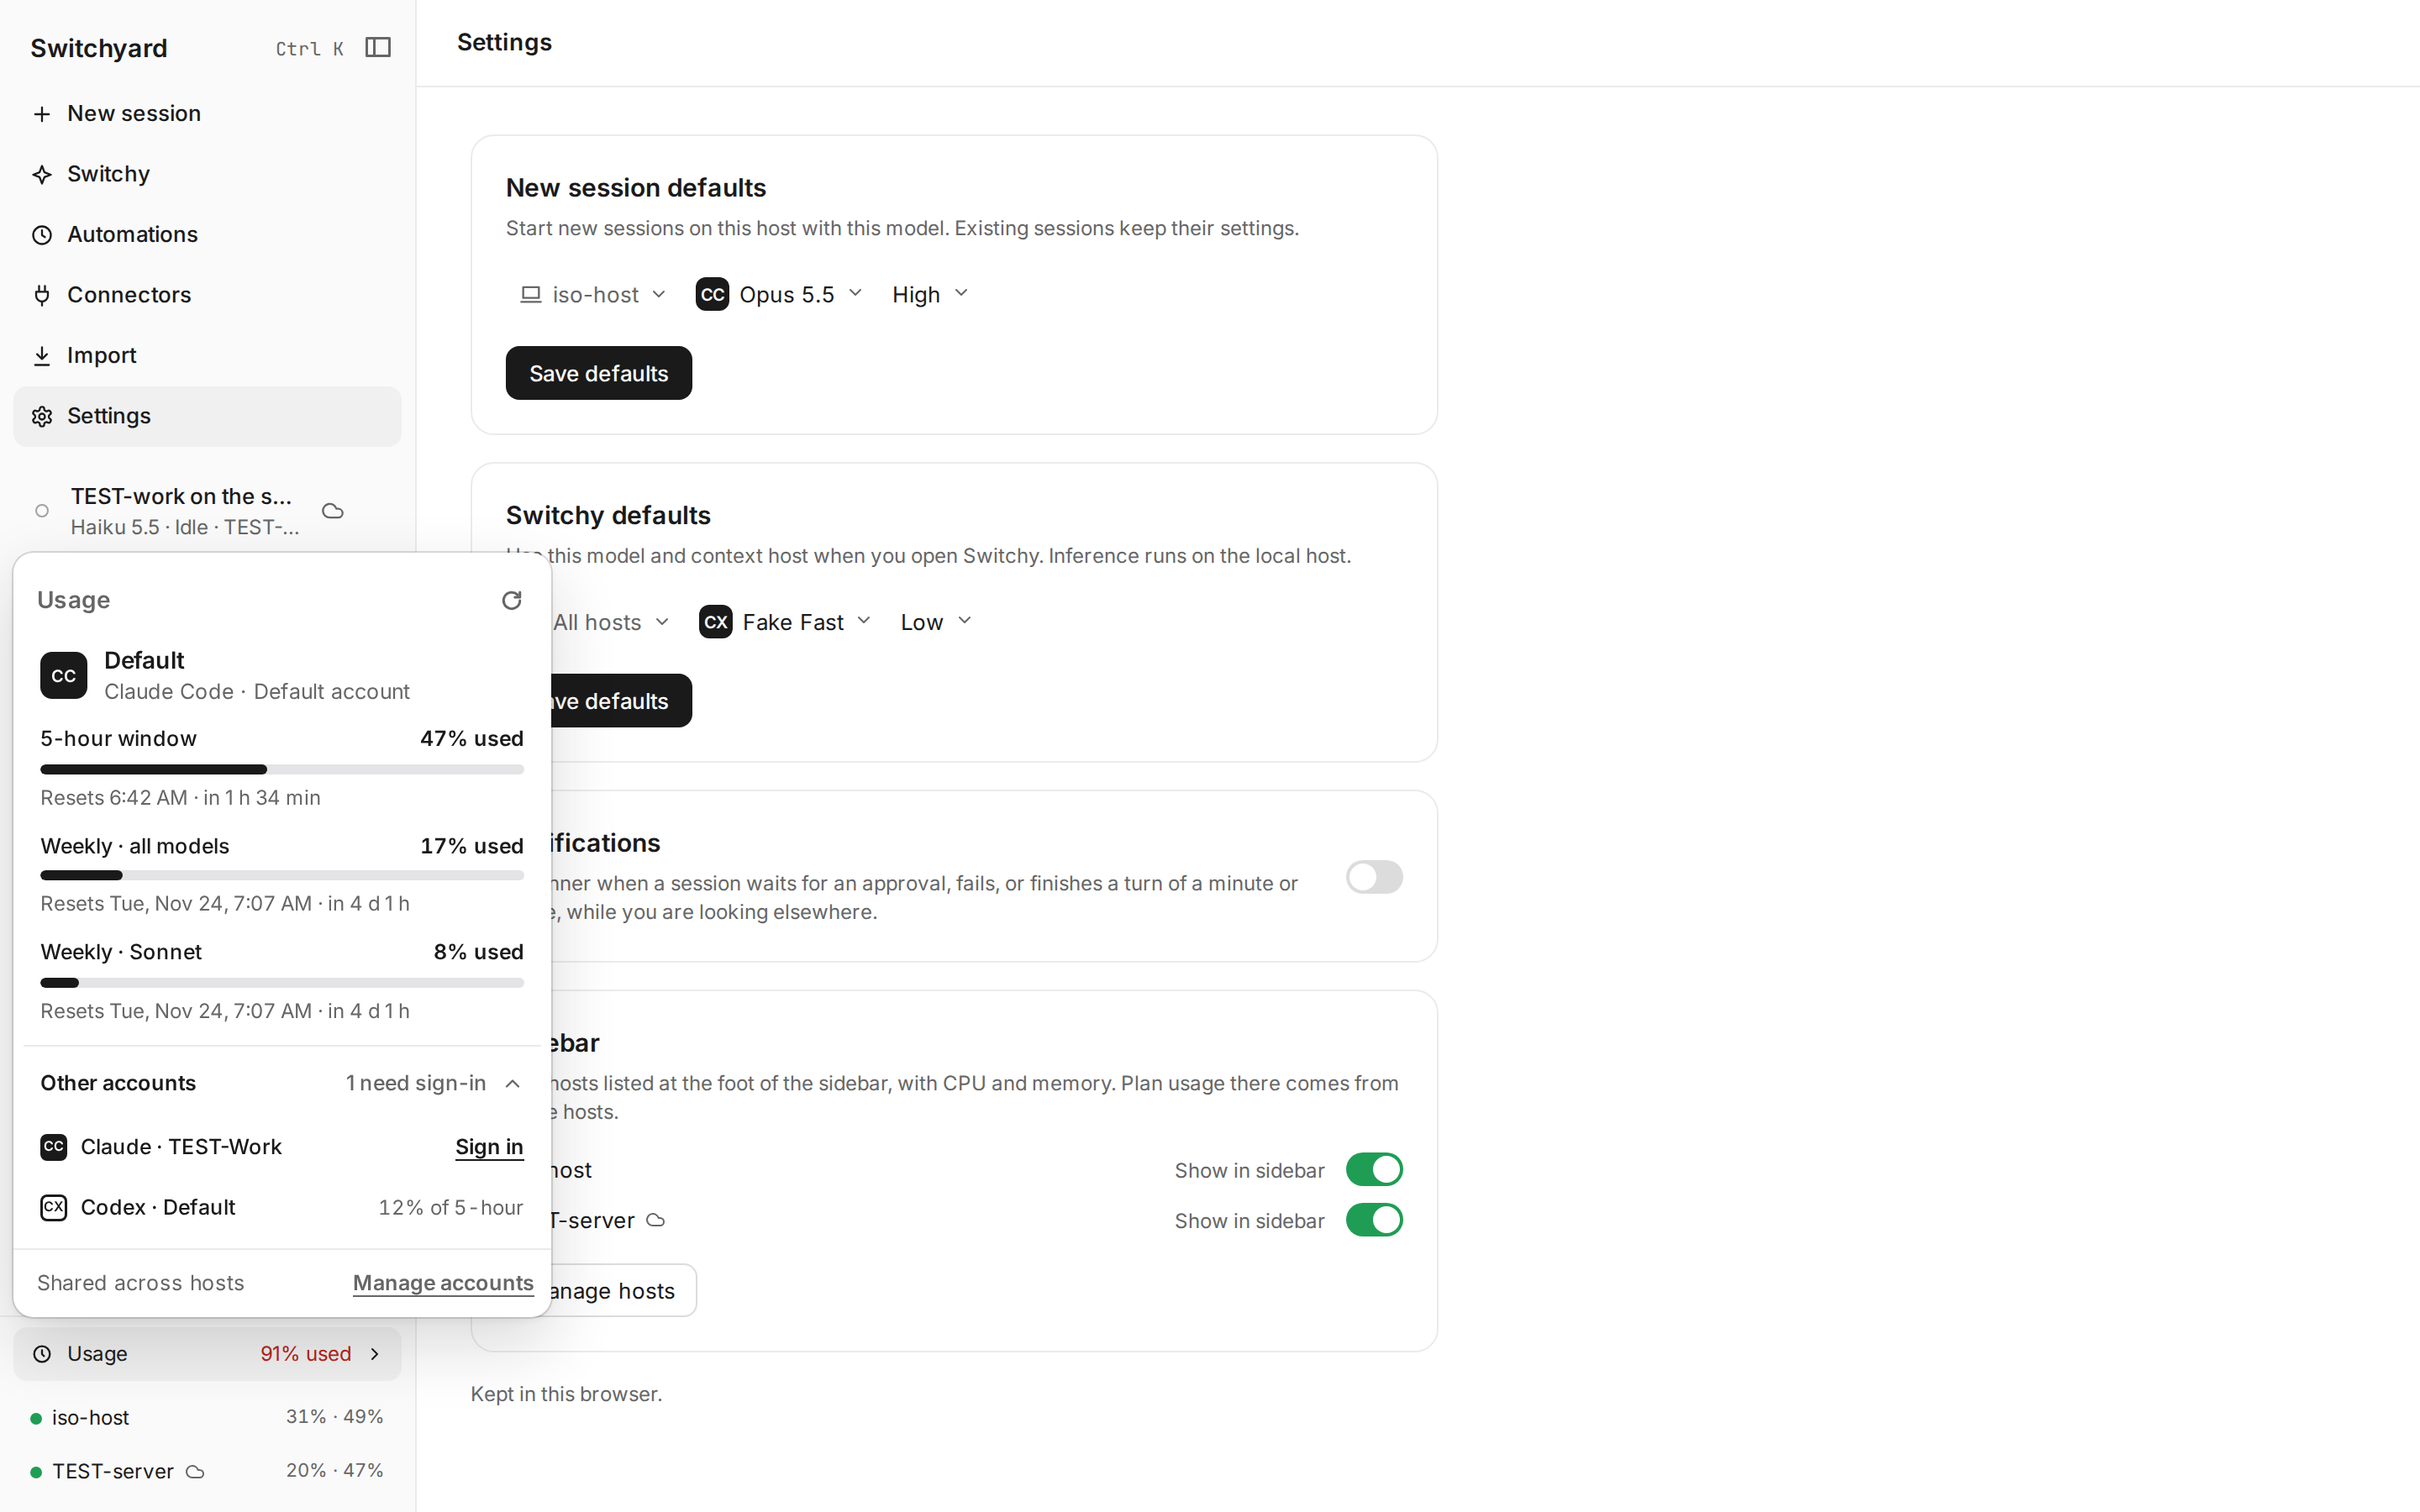 Switchyard
Ctrl K
New session
Switchy
Automations
Connectors
Import
Settings
TEST-work on the s...
Haiku 5.5 · Idle · TEST-...
Usage
CC
Default
Claude Code · Default account
5-hour window
47% used
Resets 6:42 AM · in 1 h 34 min
Weekly · all models
17% used
Resets Tue, Nov 24, 7:07 AM · in 4 d 1 h
Weekly · Sonnet
8% used
Resets Tue, Nov 24, 7:07 AM · in 4 d 1 h
Other accounts
1 need sign-in
CC
Claude · TEST-Work
Sign in
CX
Codex · Default
12% of 5-hour
Shared across hosts
Manage accounts
Usage
91% used
iso-host
31% · 49%
TEST-server
20% · 47%
Settings
New session defaults
Start new sessions on this host with this model. Existing sessions keep their settings.
iso-host
CC
Opus 5.5
High
Save defaults
Switchy defaults
this model and context host when you open Switchy. Inference runs on the local host.
All hosts
CX
Fake Fast
Low
ve defaults
ifications
nner when a session waits for an approval, fails, or finishes a turn of a minute or
e, while you are looking elsewhere.
ebar
hosts listed at the foot of the sidebar, with CPU and memory. Plan usage there comes from
e hosts.
host
Show in sidebar
T-server
Show in sidebar
anage hosts
Kept in this browser.